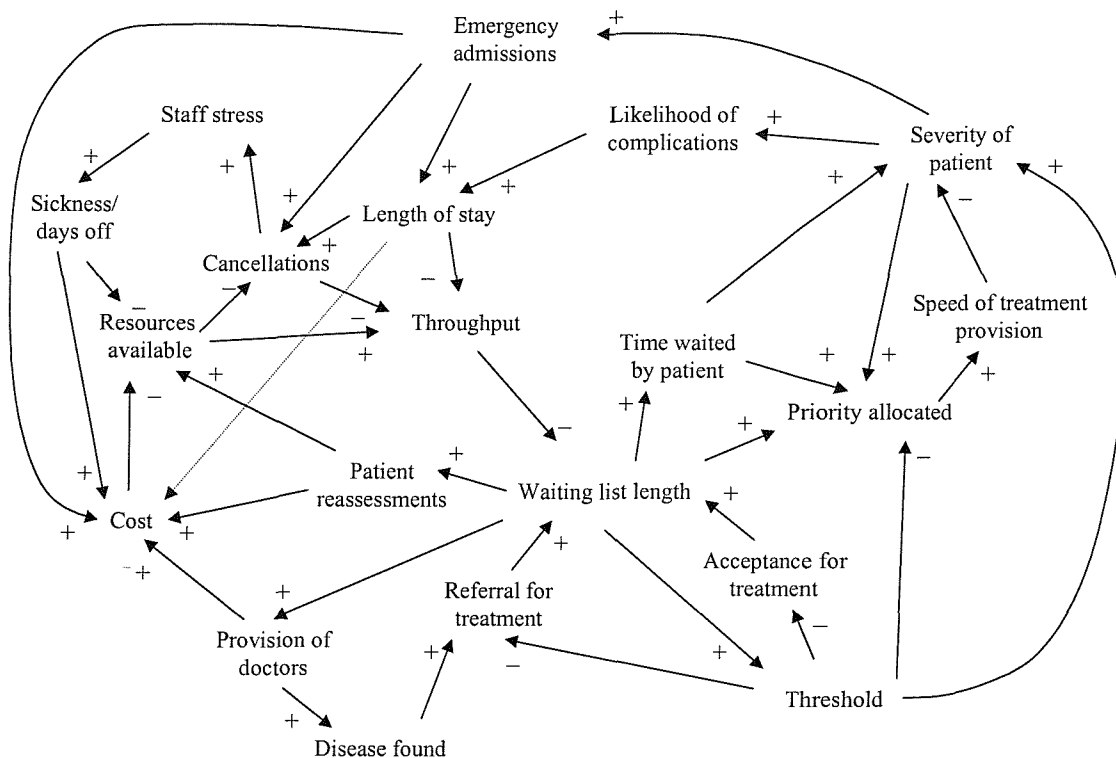 Emergency
admissions
Staff stress
Likelihood of
complications
Severity of
patient
Sickness/
days off
Length of stay
Cancellations
Speed of treatment
provision
Resources
available
Throughput
Time waited
by patient
Priority allocated
Patient
reassessments
Waiting list length
Cost
Acceptance for
treatment
Referral for
treatment
Provision of
doctors
Threshold
Disease found